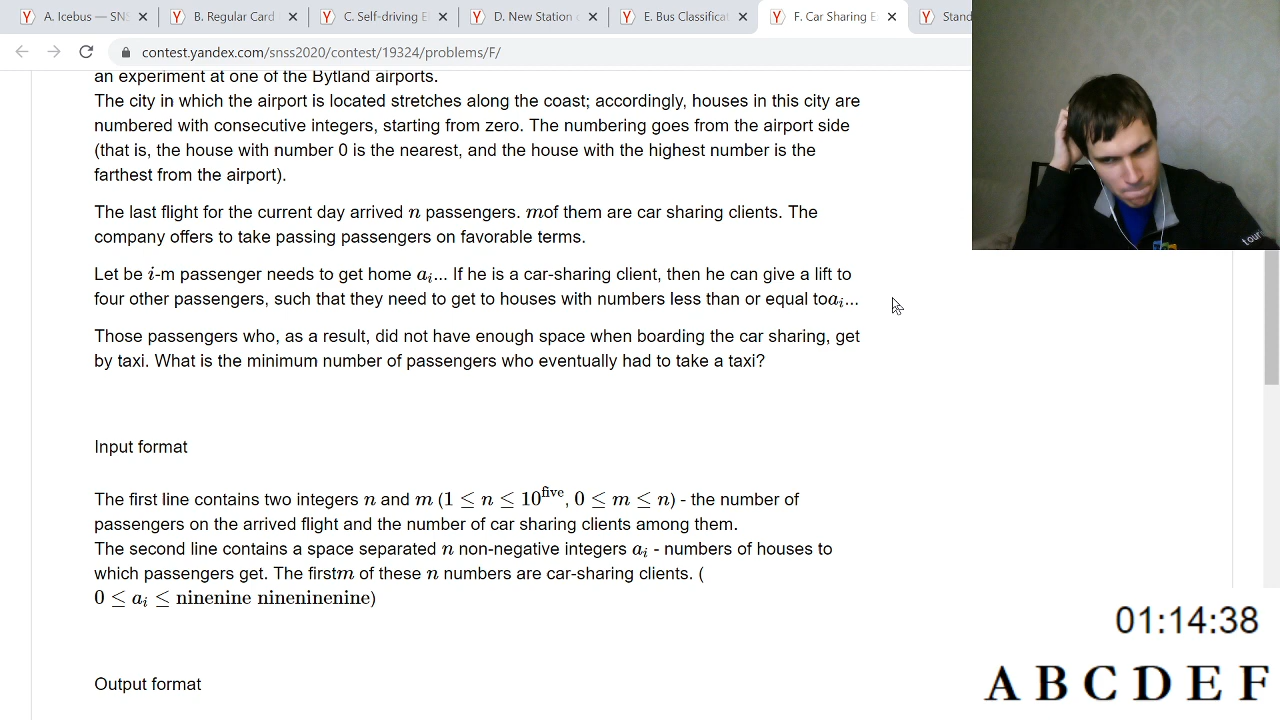 A. Icebus — SNS
B. Regular Card
C. Self-driving E
D. New Station
E. Bus Classific
F. Car Sharing E
Stand
contest.yandex.com/snss2020/contest/19324/problems/F/
an experiment at one of the Bytland airports.
The city in which the airport is located stretches along the coast; accordingly, houses in this city are
numbered with consecutive integers, starting from zero. The numbering goes from the airport side
(that is, the house with number 0 is the nearest, and the house with the highest number is the
farthest from the airport).
The last flight for the current day arrived n passengers. mof them are car sharing clients. The
company offers to take passing passengers on favorable terms.
Let be i-m passenger needs to get home aᵢ... If he is a car-sharing client, then he can give a lift to
four other passengers, such that they need to get to houses with numbers less than or equal toaᵢ...
Those passengers who, as a result, did not have enough space when boarding the car sharing, get
by taxi. What is the minimum number of passengers who eventually had to take a taxi?
Input format
The first line contains two integers n and m (1 ≤ n ≤ 10^five, 0 ≤ m ≤ n) - the number of
passengers on the arrived flight and the number of car sharing clients among them.
The second line contains a space separated n non-negative integers aᵢ - numbers of houses to
which passengers get. The firstm of these n numbers are car-sharing clients. (
0 ≤ aᵢ ≤ ninenine nineninenine)
Output format
tour
01:14:38
A B C D E F